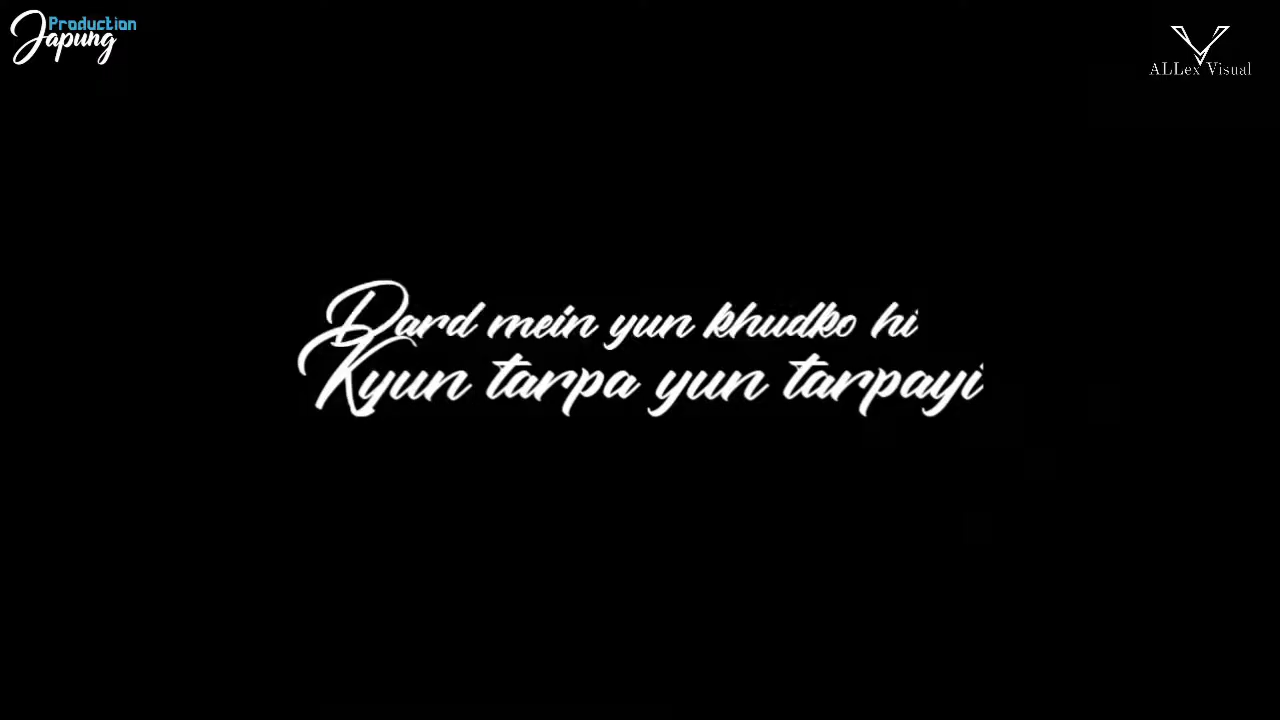 Production
Japung
ALLex Visual
Dard mein yun khudko hi
Kyun tarpa yun tarpayi